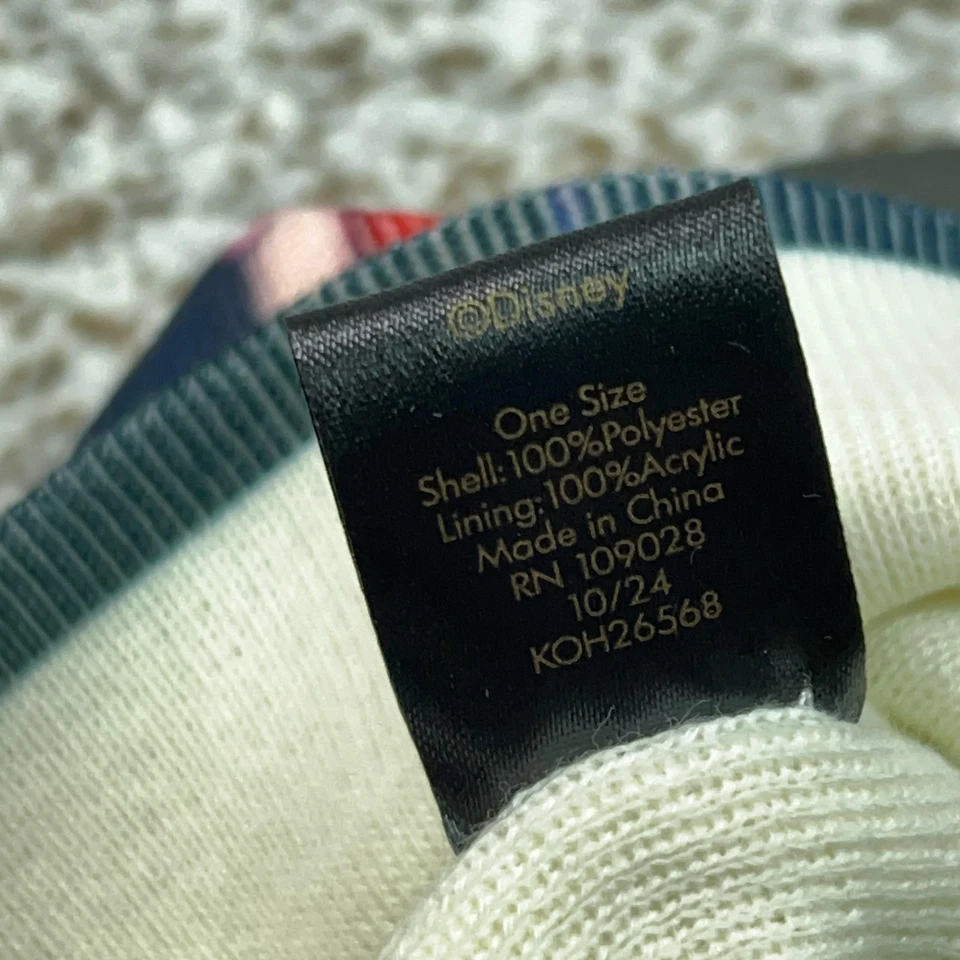 ©Disney
One Size
Shell:100%Polyester
Lining:100%Acrylic
Made in China
RN 109028
10/24
KOH26568